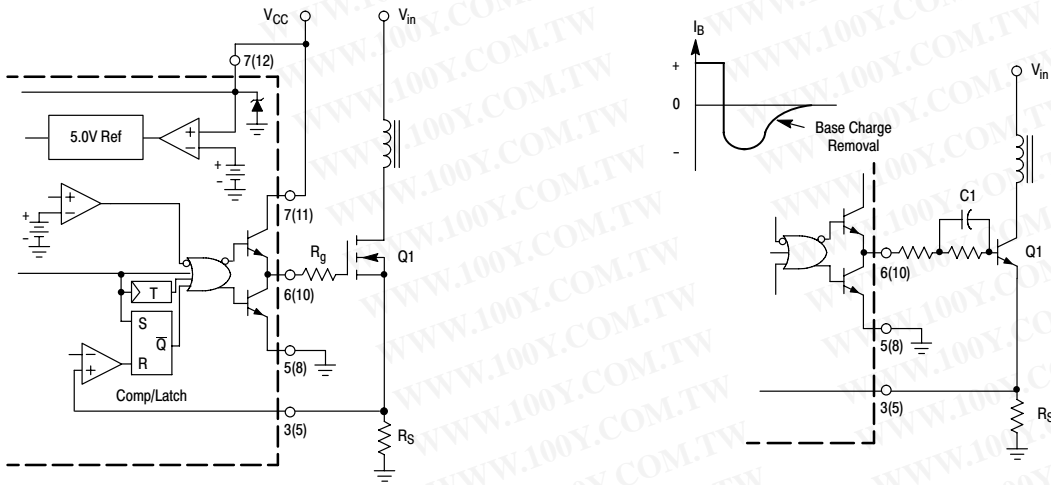 VCC
Vin
7(12)
5.0V Ref
+
−
+
−
+
−
+
−
7(11)
Rg
Q1
6(10)
T
S
Q
R
−
+
5(8)
Comp/Latch
3(5)
RS
IB
+
0
−
Base Charge
Removal
Vin
C1
Q1
6(10)
5(8)
3(5)
RS
WWW.100Y.COM.TW